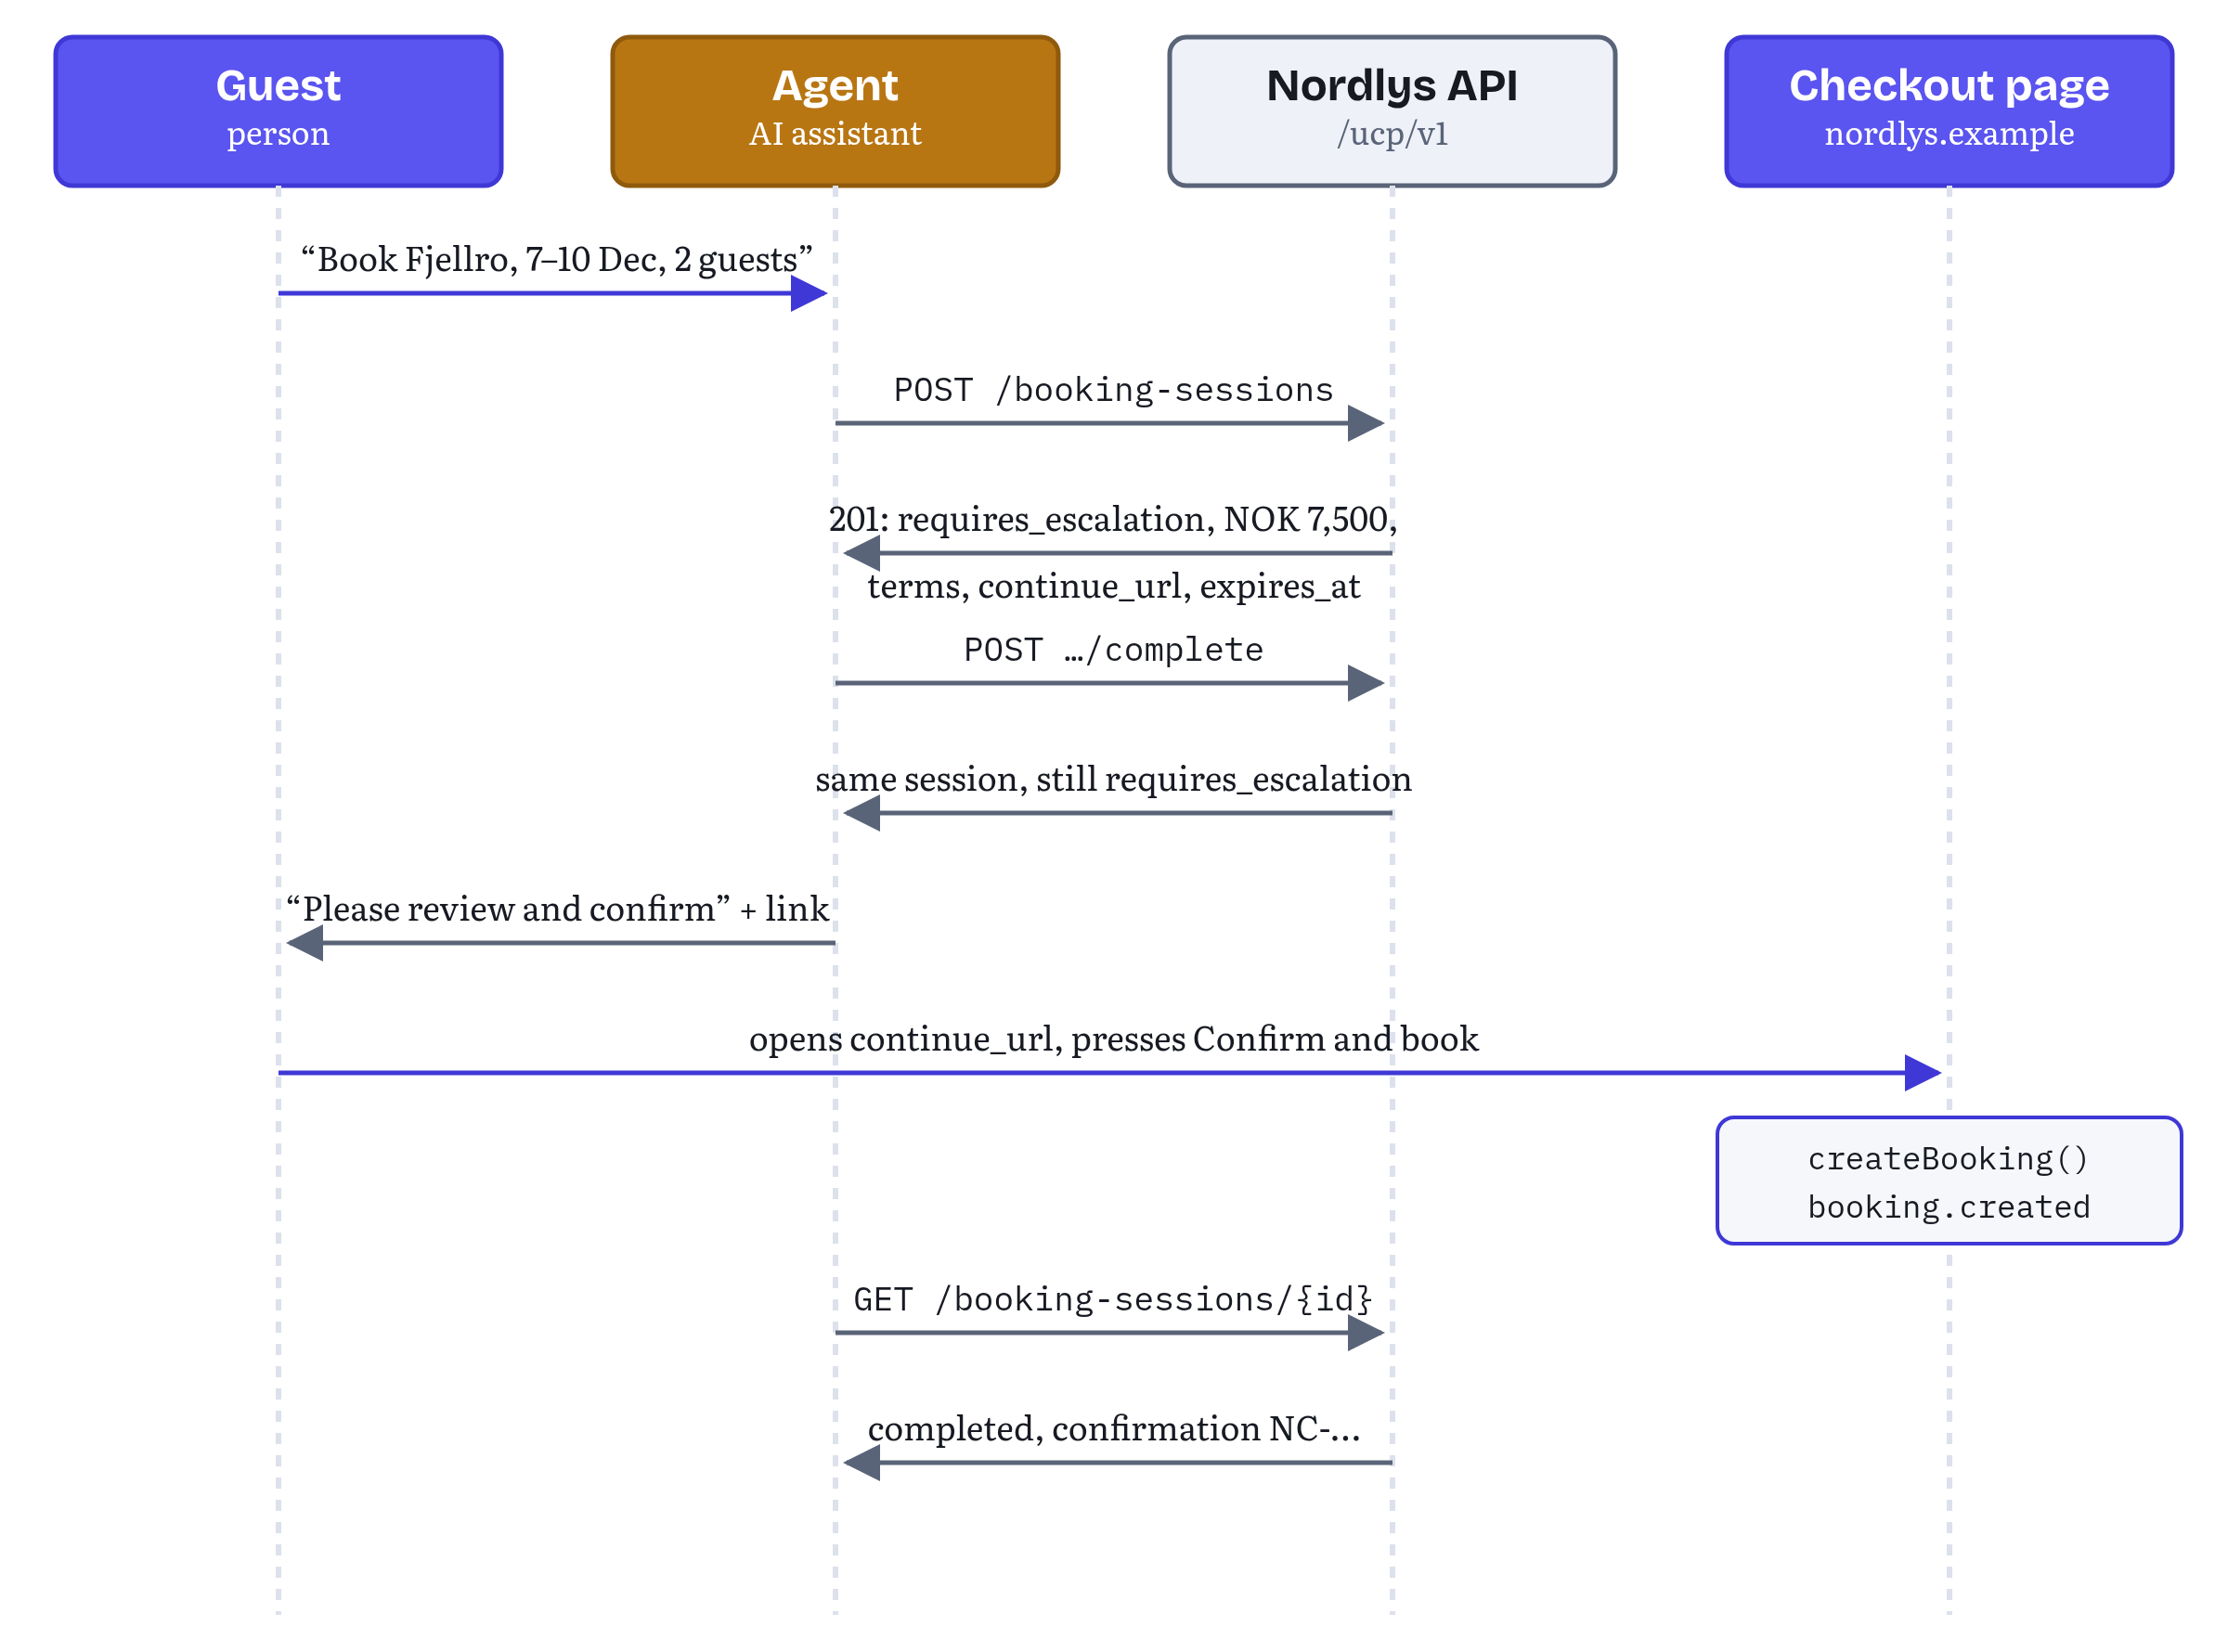 Guest
person
Agent
AI assistant
Nordlys API
/ucp/v1
Checkout page
nordlys.example
“Book Fjellro, 7–10 Dec, 2 guests”
POST /booking-sessions
201: requires_escalation, NOK 7,500,
terms, continue_url, expires_at
POST …/complete
same session, still requires_escalation
“Please review and confirm” + link
opens continue_url, presses Confirm and book
createBooking()
booking.created
GET /booking-sessions/{id}
completed, confirmation NC-…